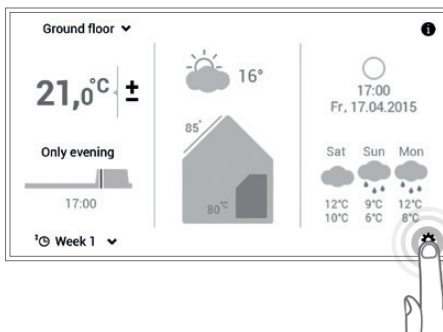 Ground floor
21,0°C ±
Only evening
17:00
¹ Week 1
16°
85°
80°C
17:00
Fr, 17.04.2015
Sat Sun Mon
12°C 9°C 12°C
10°C 6°C 8°C